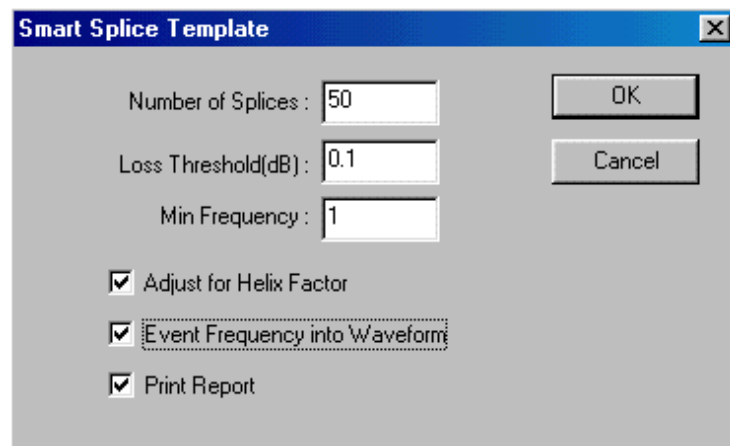 Smart Splice Template
Number of Splices : 50
OK
Loss Threshold(dB) : 0.1
Cancel
Min Frequency : 1
Adjust for Helix Factor
Event Frequency into Waveform
Print Report